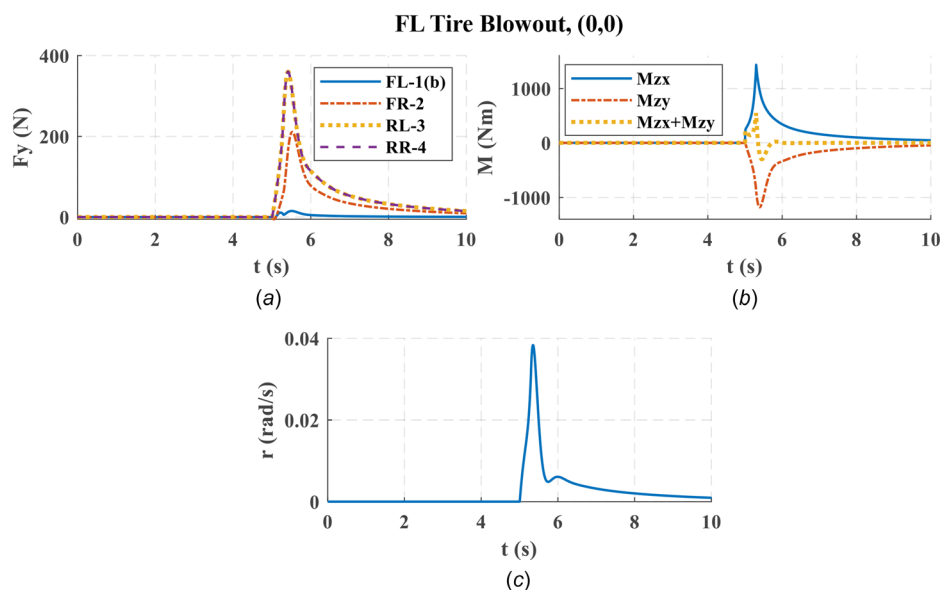 FL Tire Blowout, (0,0)
400
200
0
Fy (N)
FL-1(b)
FR-2
RL-3
RR-4
0 2 4 6 8 10
t (s)
(a)
1000
0
-1000
M (Nm)
Mzx
Mzy
Mzx+Mzy
0 2 4 6 8 10
t (s)
(b)
0.04
0.02
0
r (rad/s)
0 2 4 6 8 10
t (s)
(c)